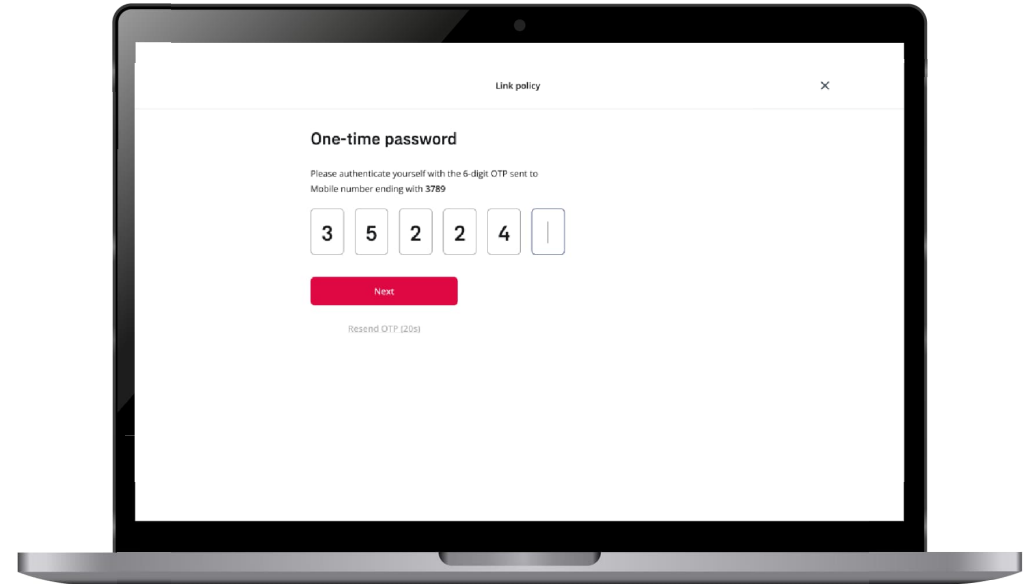 Link policy
One-time password
Please authenticate yourself with the 6-digit OTP sent to
Mobile number ending with 3789
3 5 2 2 4
Next
Resend OTP (20s)